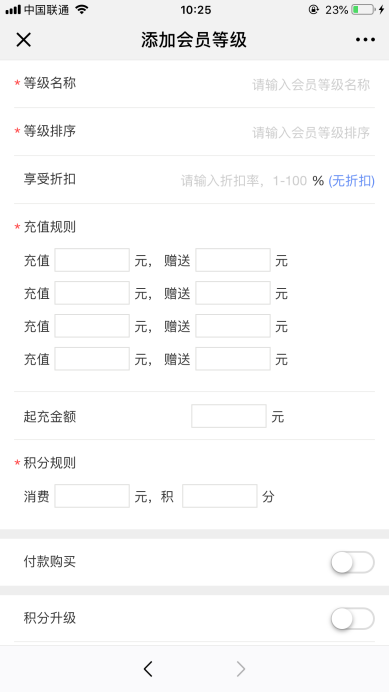 中国联通 10:25 23%
添加会员等级
* 等级名称 请输入会员等级名称
* 等级排序 请输入会员等级排序
享受折扣 请输入折扣率，1-100 % (无折扣)
* 充值规则
充值 元， 赠送 元
充值 元， 赠送 元
充值 元， 赠送 元
充值 元， 赠送 元
起充金额 元
* 积分规则
消费 元，积 分
付款购买
积分升级